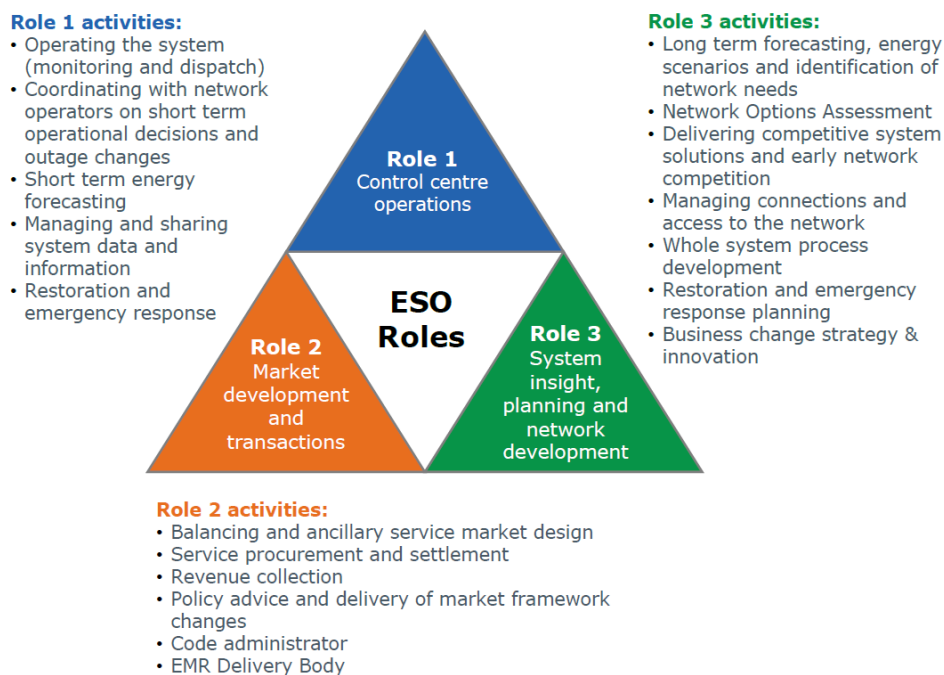 Role 1 activities:
• Operating the system
(monitoring and dispatch)
• Coordinating with network
operators on short term
operational decisions and
outage changes
• Short term energy
forecasting
• Managing and sharing
system data and
information
• Restoration and
emergency response
Role 3 activities:
• Long term forecasting, energy
scenarios and identification of
network needs
• Network Options Assessment
• Delivering competitive system
solutions and early network
competition
• Managing connections and
access to the network
• Whole system process
development
• Restoration and emergency
response planning
• Business change strategy &
innovation
Role 1
Control centre
operations
ESO
Roles
Role 2
Market
development
and
transactions
Role 3
System
insight,
planning and
network
development
Role 2 activities:
• Balancing and ancillary service market design
• Service procurement and settlement
• Revenue collection
• Policy advice and delivery of market framework
changes
• Code administrator
• EMR Delivery Body